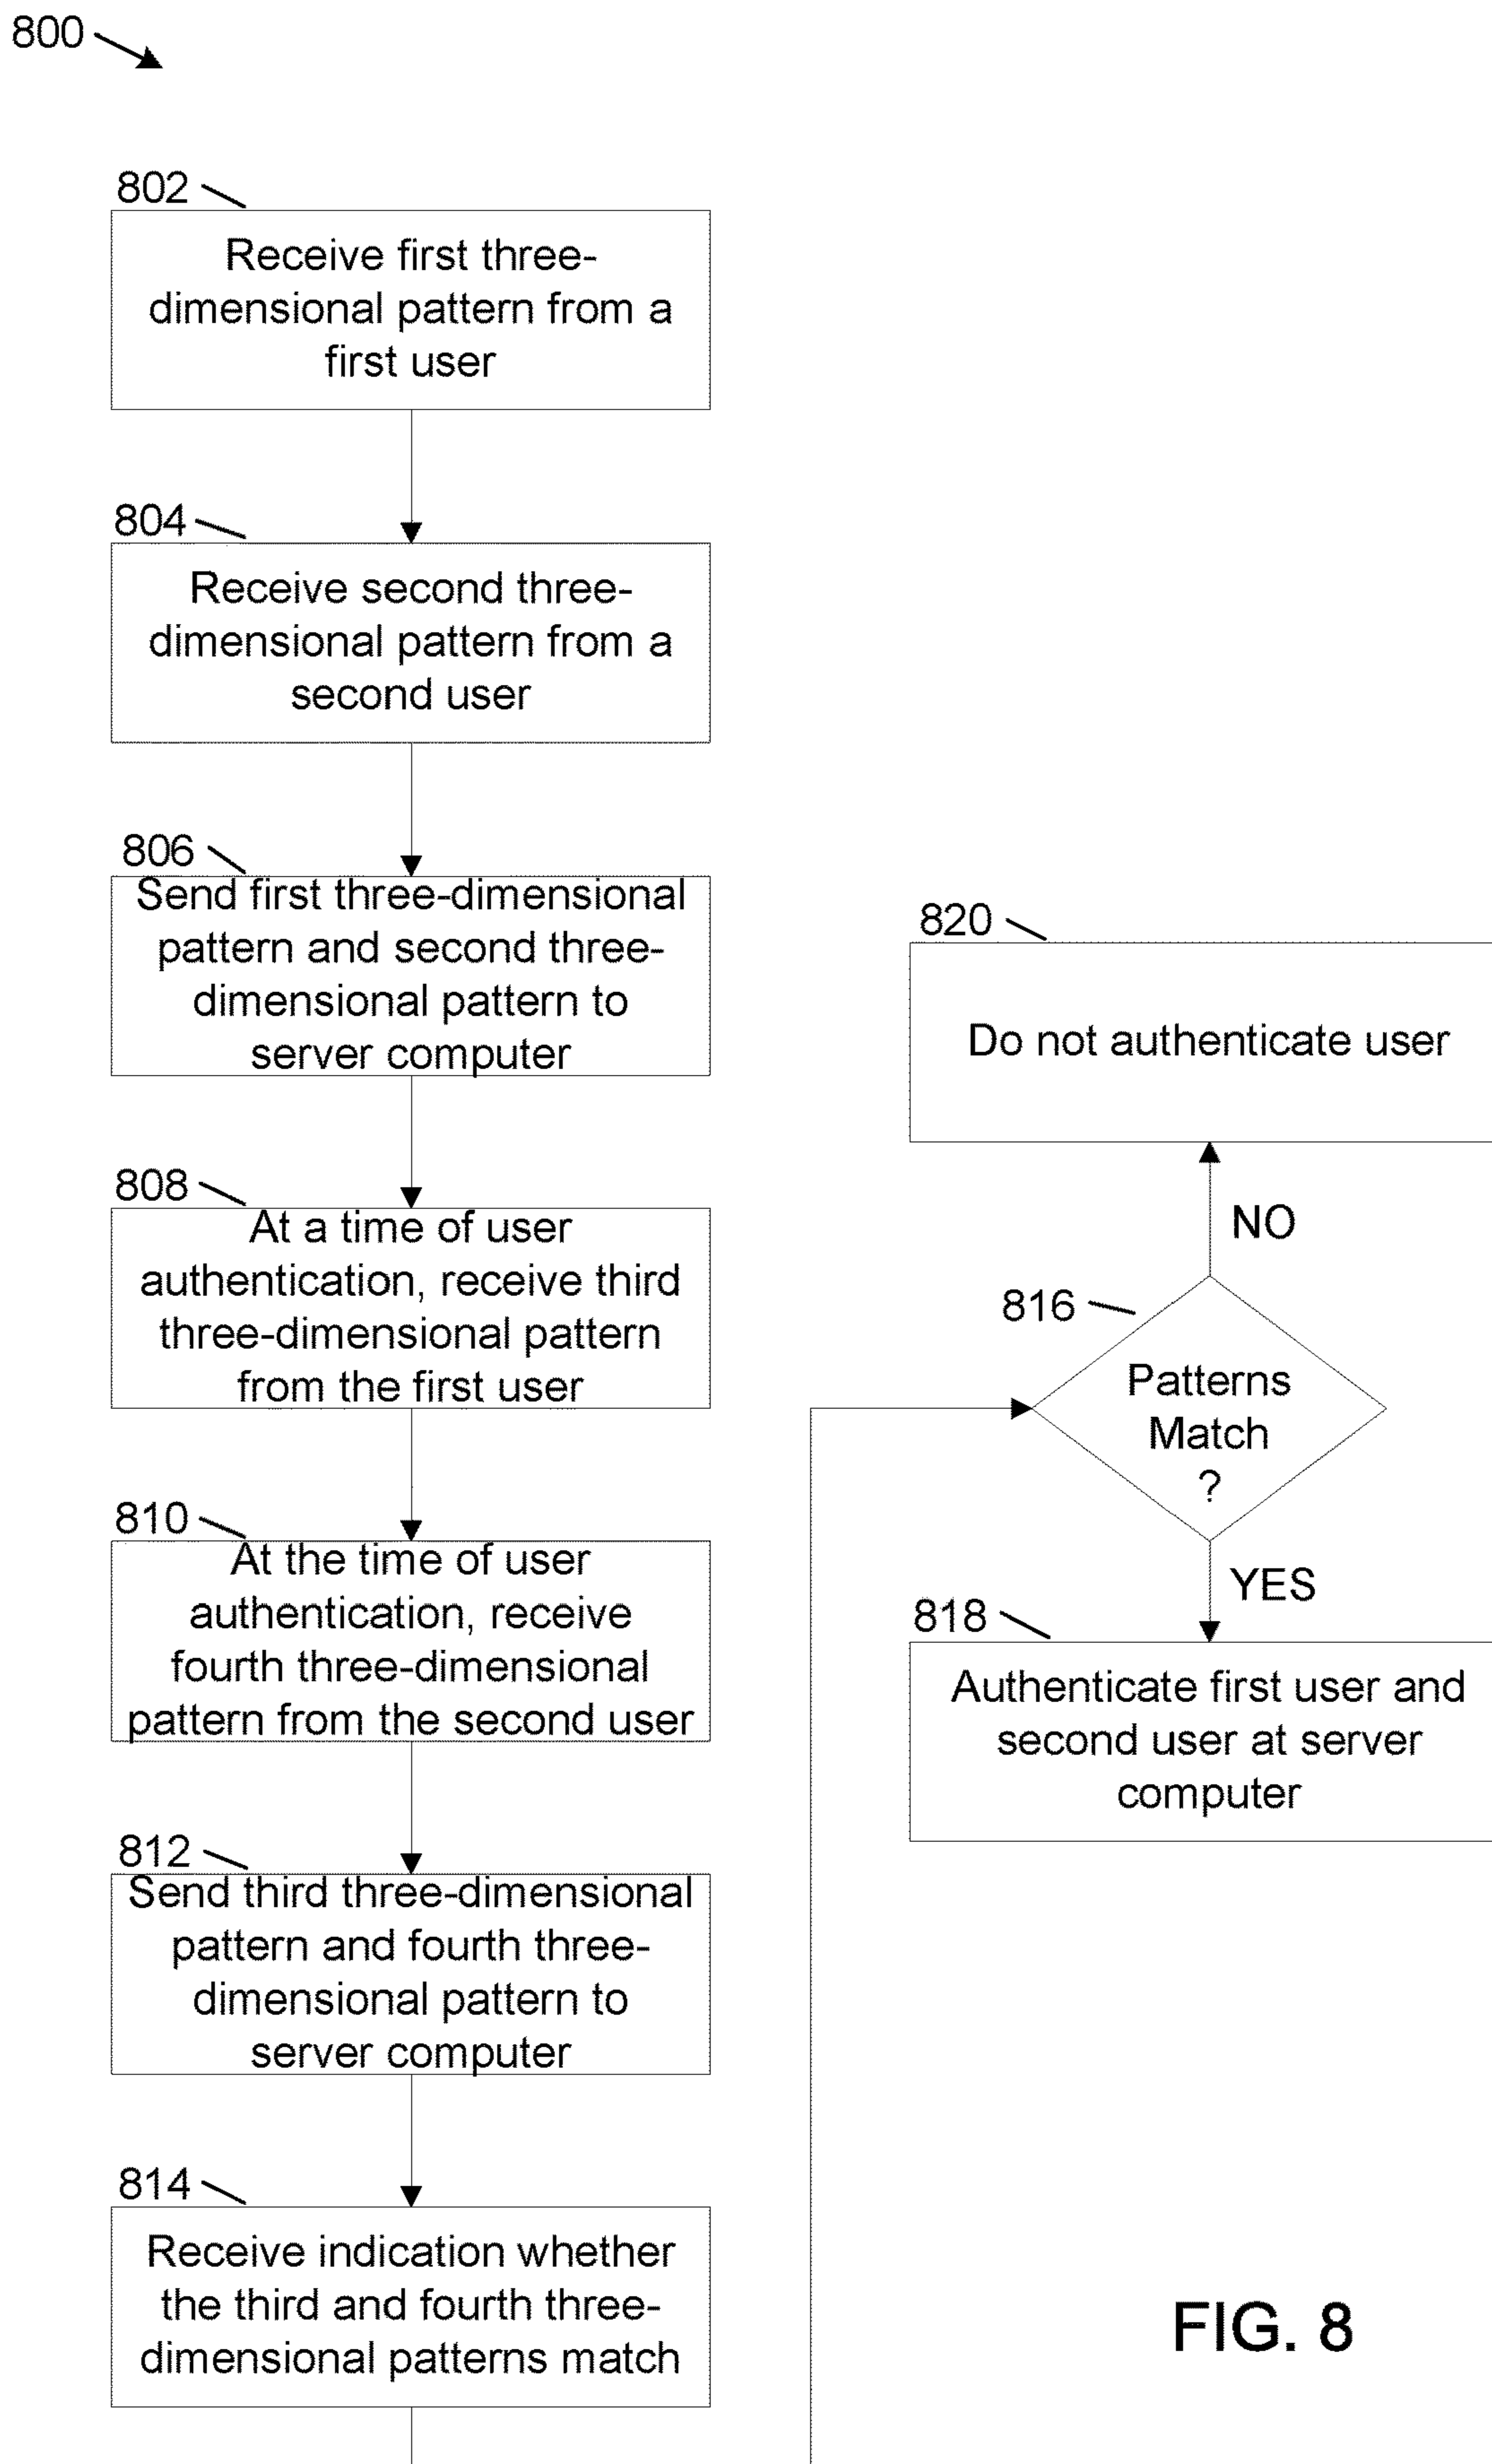 800
802
Receive first three-
dimensional pattern from a
first user
804
Receive second three-
dimensional pattern from a
second user
806
Send first three-dimensional
pattern and second three-
dimensional pattern to
server computer
808
At a time of user
authentication, receive third
three-dimensional pattern
from the first user
810
At the time of user
authentication, receive
fourth three-dimensional
pattern from the second user
812
Send third three-dimensional
pattern and fourth three-
dimensional pattern to
server computer
814
Receive indication whether
the third and fourth three-
dimensional patterns match
820
Do not authenticate user
NO
816
Patterns
Match
?
YES
818
Authenticate first user and
second user at server
computer
FIG. 8